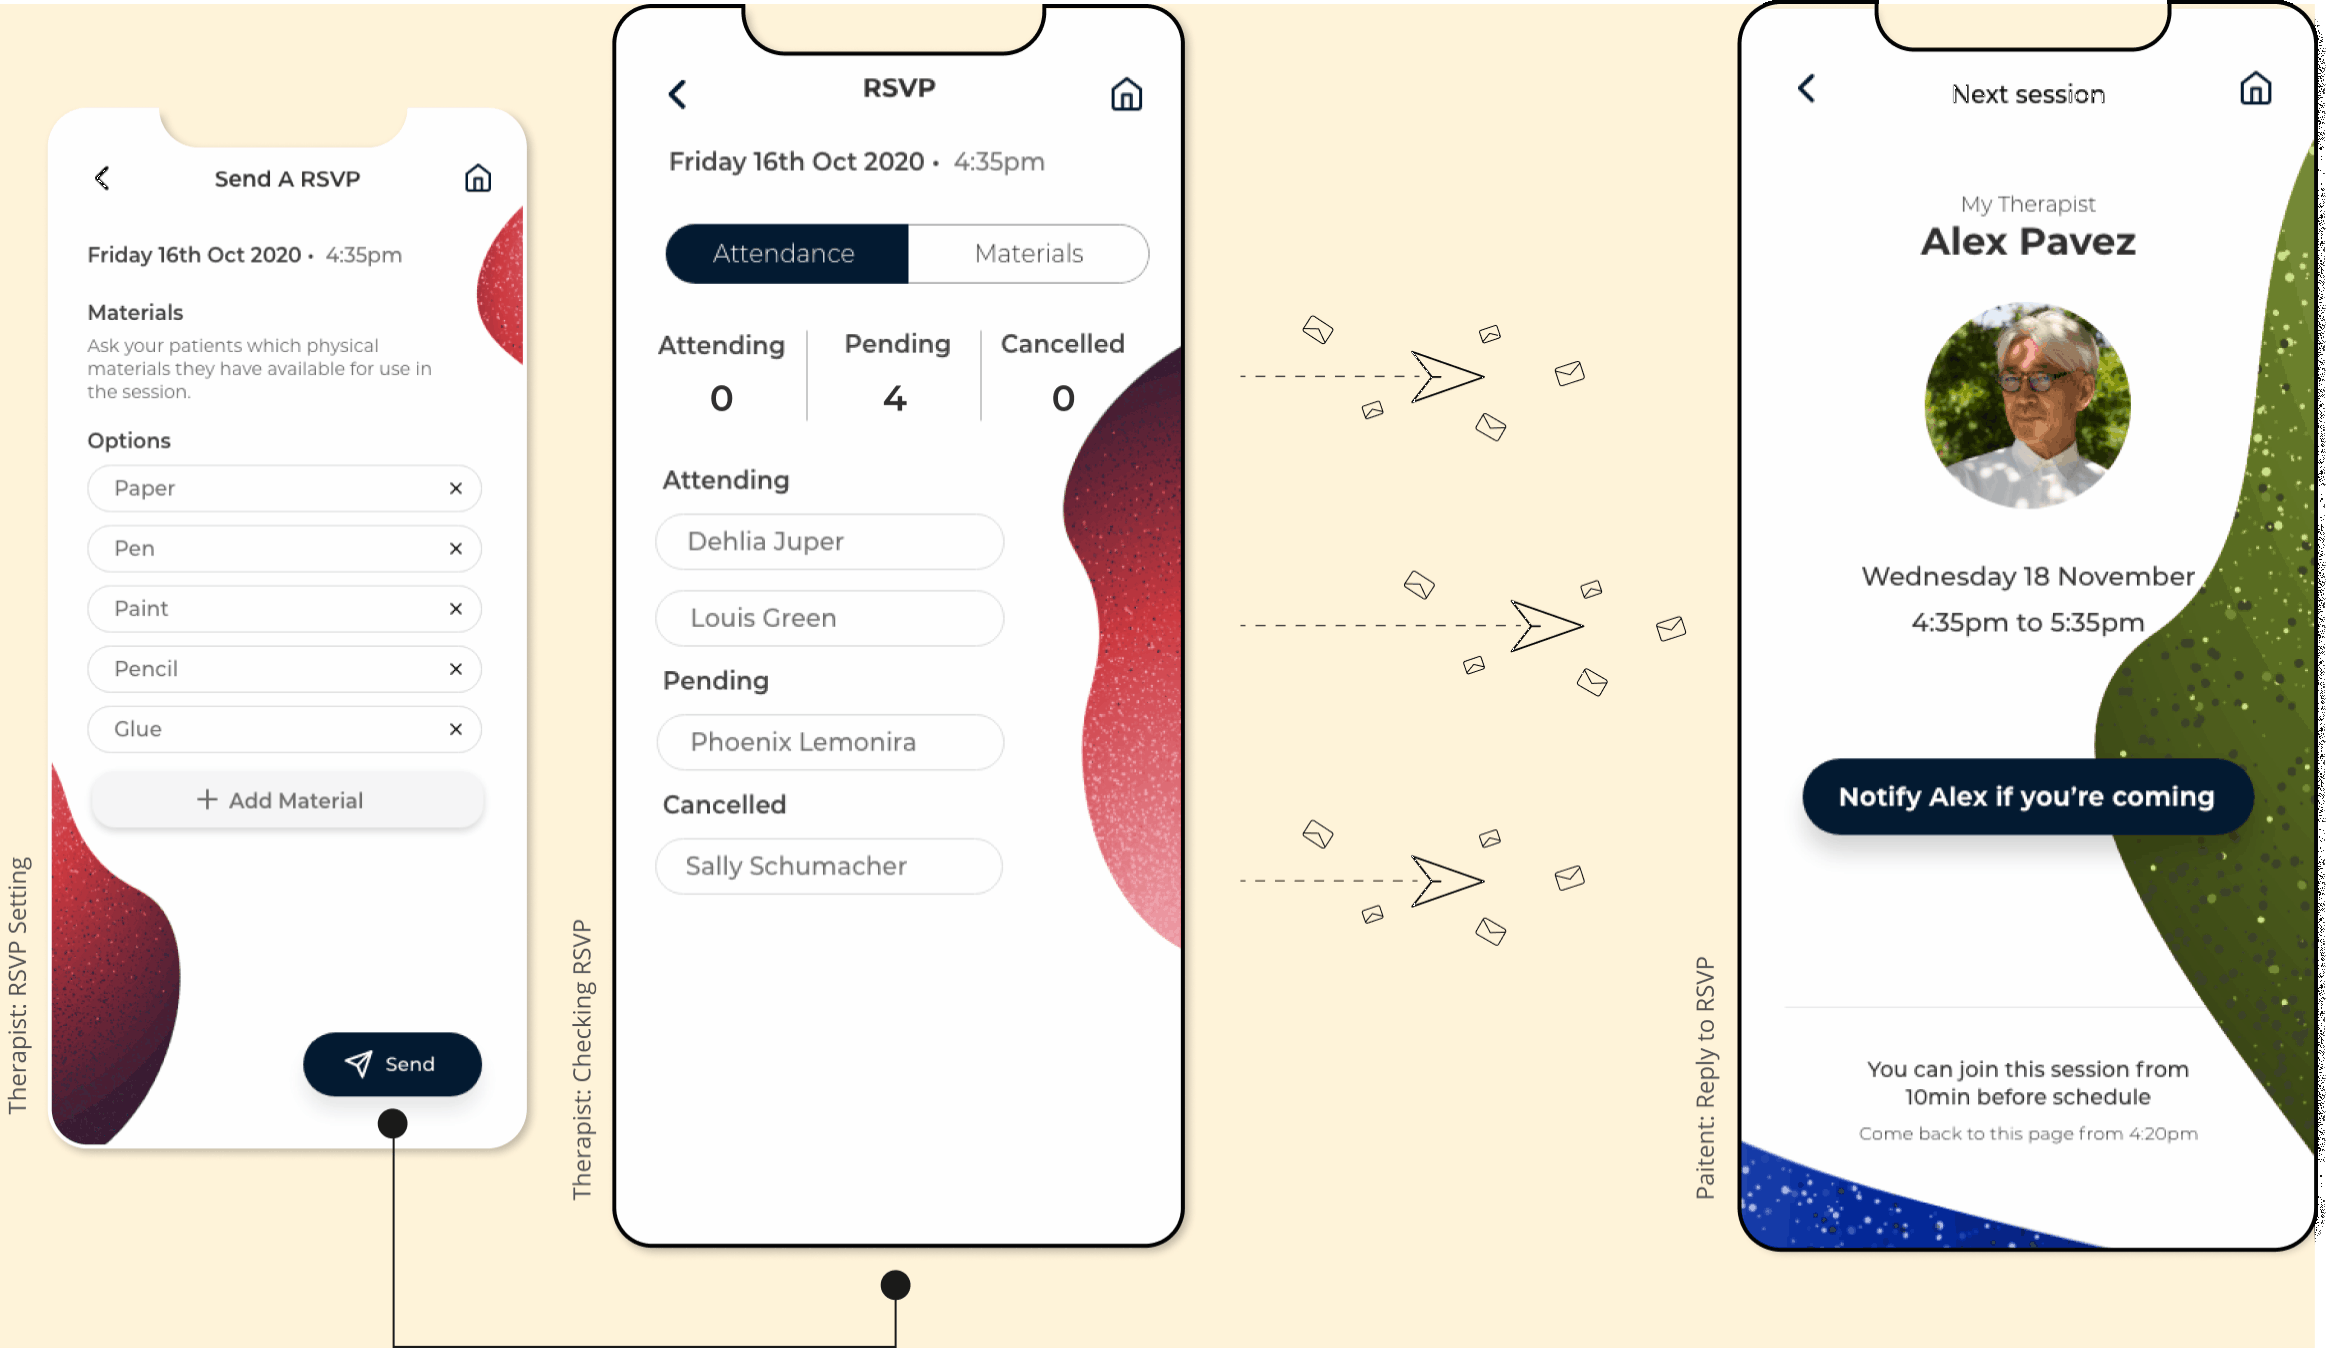 Send A RSVP
Friday 16th Oct 2020 • 4:35pm
Materials
Ask your patients which physical
materials they have available for use in
the session.
Options
Paper
Pen
Paint
Pencil
Glue
Add Material
Send
Therapist: RSVP Setting
RSVP
Friday 16th Oct 2020 • 4:35pm
Attendance Materials
Attending Pending Cancelled
0 4 0
Attending
Dehlia Juper
Louis Green
Pending
Phoenix Lemonira
Cancelled
Sally Schumacher
Therapist: Checking RSVP
Next session
My Therapist
Alex Pavez
Wednesday 18 November
4:35pm to 5:35pm
Notify Alex if you’re coming
You can join this session from
10min before schedule
Come back to this page from 4:20pm
Paitent: Reply to RSVP